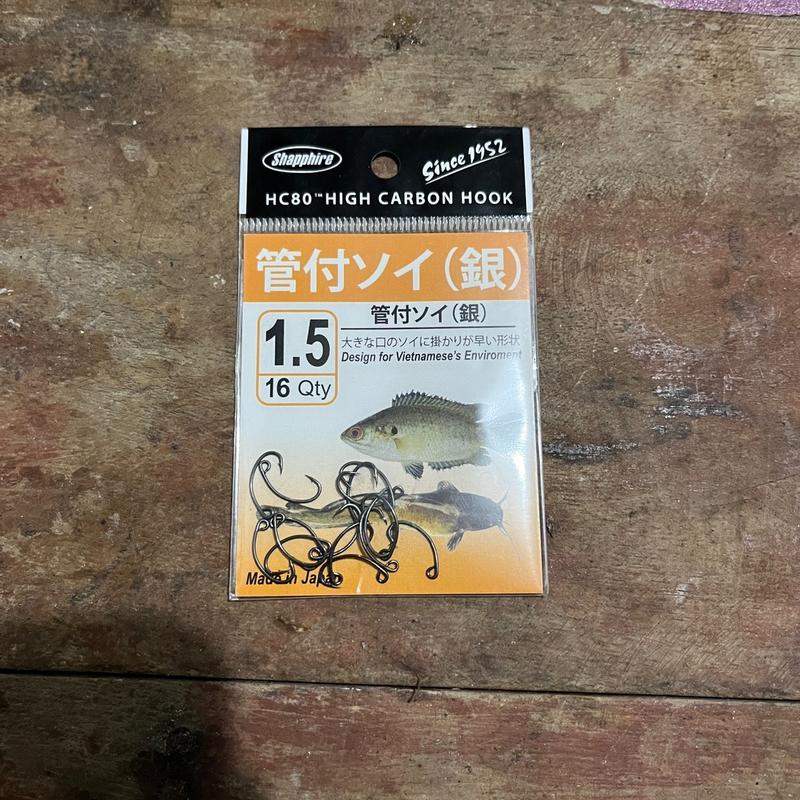 Shapphire
Since 1952
HC80™HIGH CARBON HOOK
管付ソイ(銀)
管付ソイ(銀)
1.5
大きな口のソイに掛かりが早い形状
Design for Vietnamese's Enviroment
16 Qty
Made in Japan